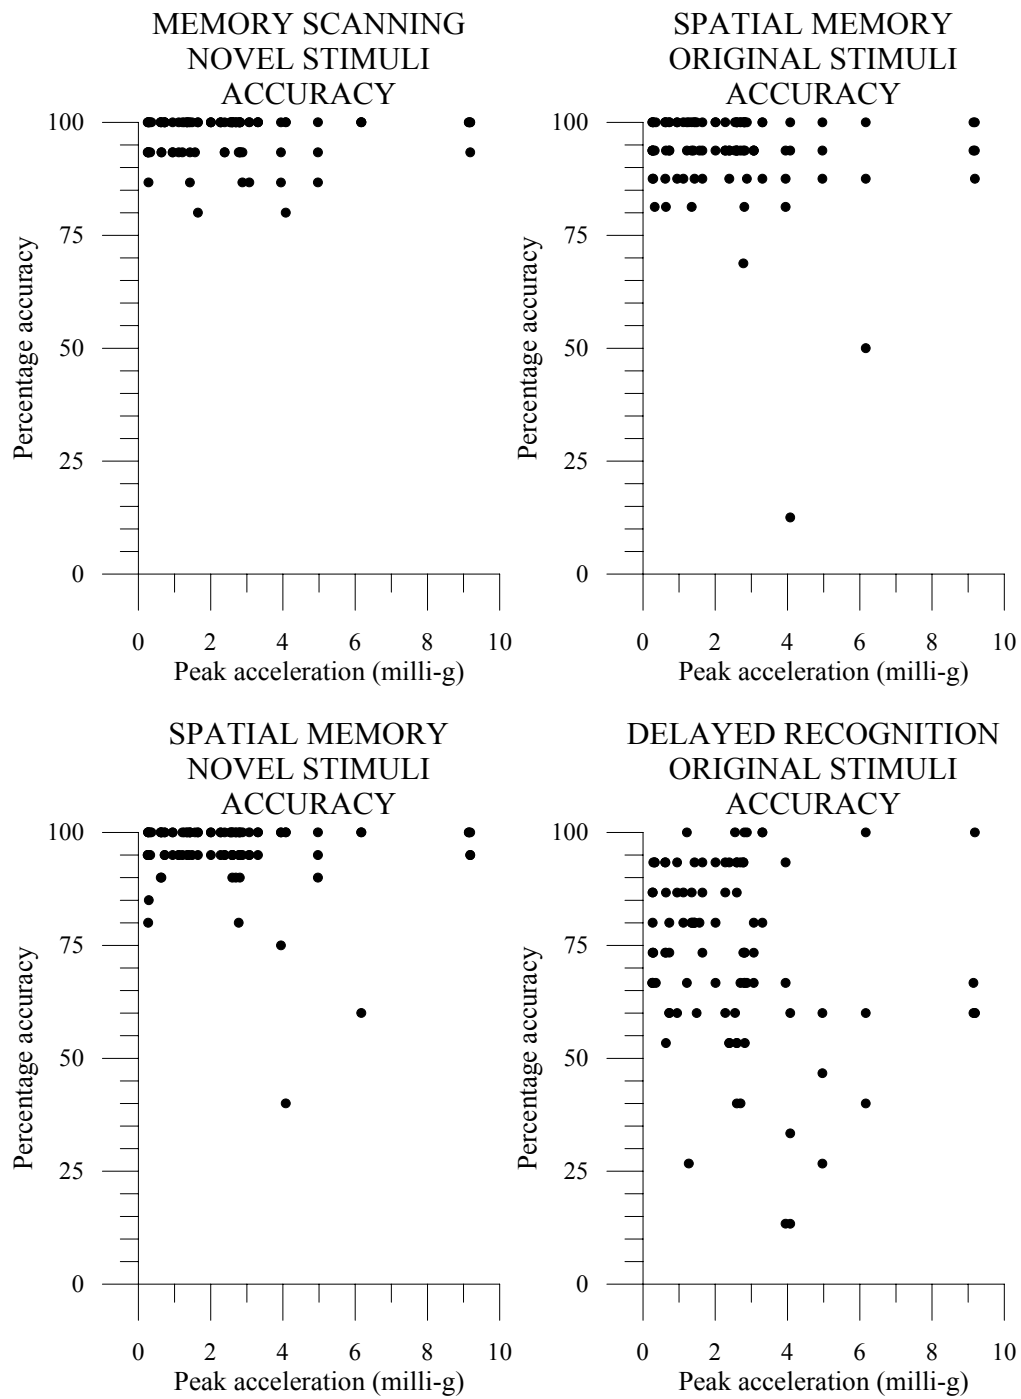 MEMORY SCANNING
NOVEL STIMULI
ACCURACY
100
75
50
25
0
Percentage accuracy
0 2 4 6 8 10
Peak acceleration (milli-g)
SPATIAL MEMORY
ORIGINAL STIMULI
ACCURACY
100
75
50
25
0
Percentage accuracy
0 2 4 6 8 10
Peak acceleration (milli-g)
SPATIAL MEMORY
NOVEL STIMULI
ACCURACY
100
75
50
25
0
Percentage accuracy
0 2 4 6 8 10
Peak acceleration (milli-g)
DELAYED RECOGNITION
ORIGINAL STIMULI
ACCURACY
100
75
50
25
0
Percentage accuracy
0 2 4 6 8 10
Peak acceleration (milli-g)